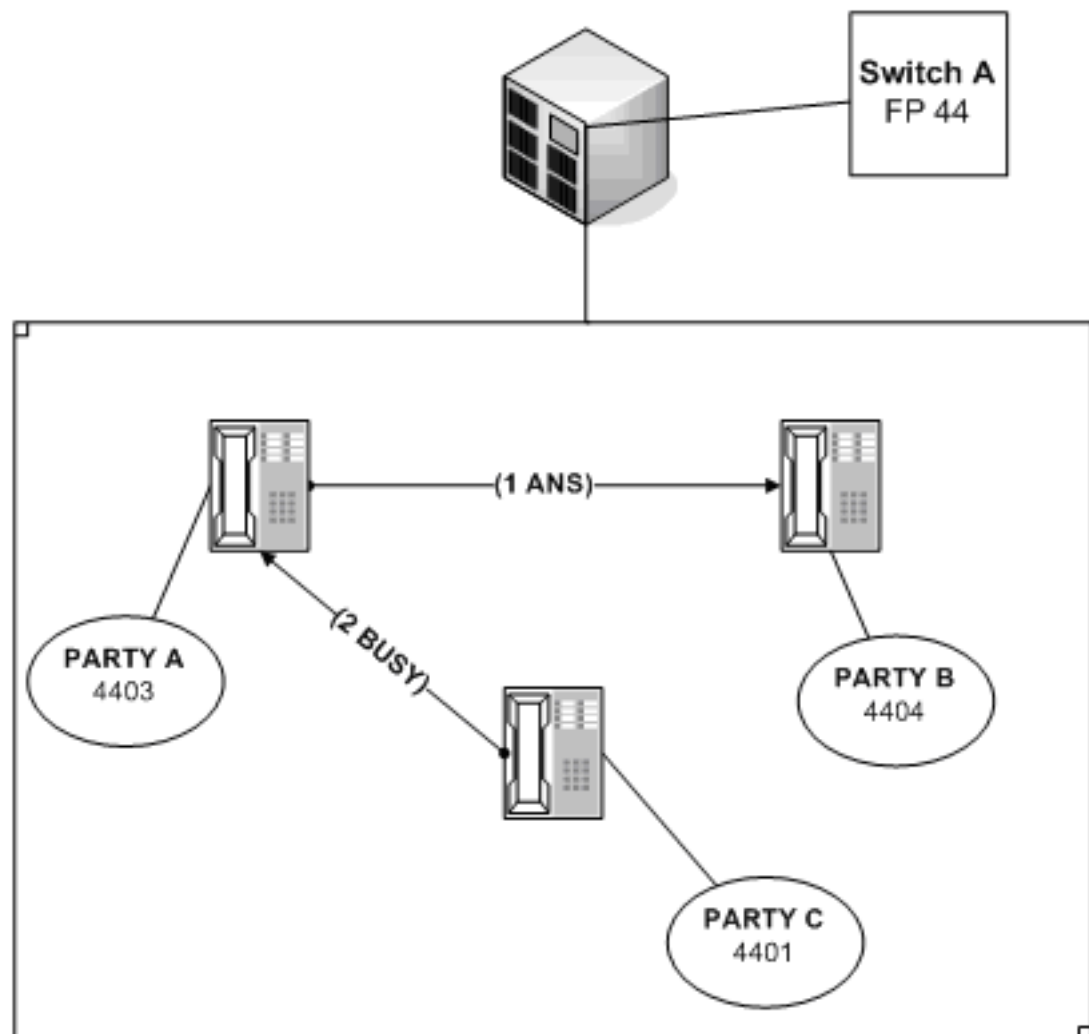 Switch A
FP 44
(1 ANS)
(2 BUSY)
PARTY A
4403
PARTY B
4404
PARTY C
4401